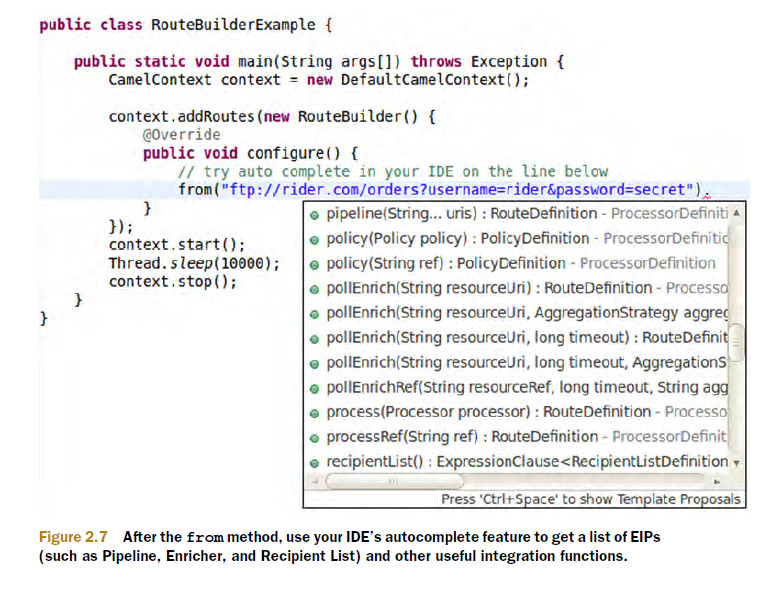 public class RouteBuilderExample {
public static void main(String args[]) throws Exception {
CamelContext context = new DefaultCamelContext();
context.addRoutes(new RouteBuilder() {
@Override
public void configure() {
// try auto complete in your IDE on the line below
from("ftp://rider.com/orders?username=rider&password=secret").
}
});
context.start();
Thread.sleep(10000);
context.stop();
}
}
pipeline(String... uris) : RouteDefinition - ProcessorDefiniti
policy(Policy policy) : PolicyDefinition - ProcessorDefinitio
policy(String ref) : PolicyDefinition - ProcessorDefinition
pollEnrich(String resourceUri) : RouteDefinition - Processo
pollEnrich(String resourceUri, AggregationStrategy aggreg
pollEnrich(String resourceUri, long timeout) : RouteDefinit
pollEnrich(String resourceUri, long timeout, AggregationS
pollEnrichRef(String resourceRef, long timeout, String agg
process(Processor processor) : RouteDefinition - Processo
processRef(String ref) : RouteDefinition - ProcessorDefinit
recipientList() : ExpressionClause<RecipientListDefinition
Press 'Ctrl+Space' to show Template Proposals
Figure 2.7 After the from method, use your IDE's autocomplete feature to get a list of EIPs
(such as Pipeline, Enricher, and Recipient List) and other useful integration functions.